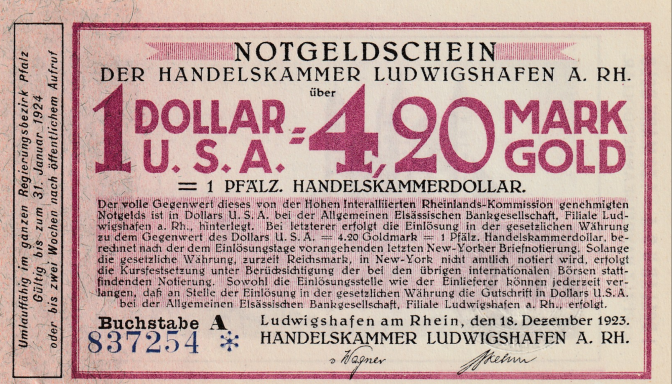 Umlauffähig im ganzen Regierungsbezirk Pfalz
Gültig bis zum 31. Januar 1924
oder bis zwei Wochen nach öffentlichem Aufruf
NOTGELDSCHEIN
DER HANDELSKAMMER LUDWIGSHAFEN A. RH.
über
1 DOLLAR U. S. A. = 4,20 MARK GOLD
= 1 PFÄLZ. HANDELSKAMMERDOLLAR.
Der volle Gegenwert dieses von der Hohen Interalliierten Rheinlands-Kommission genehmigten
Notgelds ist in Dollars U. S. A. bei der Allgemeinen Elsässischen Bankgesellschaft, Filiale Lud-
wigshafen a. Rh., hinterlegt. Bei letzterer erfolgt die Einlösung in der gesetzlichen Währung
zu dem Gegenwert des Dollars U. S. A. = 4.20 Goldmark = 1 Pfälz. Handelskammerdollar, be-
rechnet nach der dem Einlösungstage vorangehenden letzten New-Yorker Briefnotierung. Solange
die gesetzliche Währung, zurzeit Reichsmark, in New-York nicht amtlich notiert wird, erfolgt
die Kursfestsetzung unter Berücksichtigung der bei den übrigen internationalen Börsen statt-
findenden Notierung. Sowohl die Einlösungsstelle wie der Einlieferer können jederzeit ver-
langen, daß an Stelle der Einlösung in der gesetzlichen Währung die Gutschrift in Dollars U. S. A.
bei der Allgemeinen Elsässischen Bankgesellschaft, Filiale Ludwigshafen a. Rh., erfolgt.
Buchstabe A
837254 *
Ludwigshafen am Rhein, den 18. Dezember 1923.
HANDELSKAMMER LUDWIGSHAFEN A. RH.
Wagner